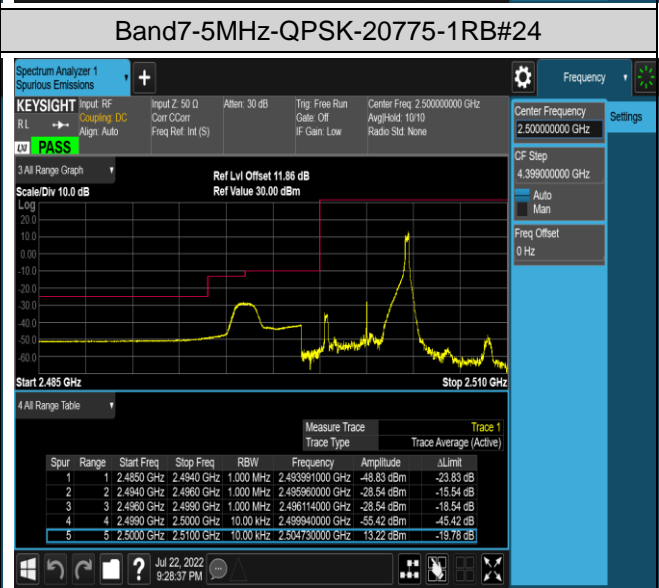 Band7-5MHz-QPSK-20775-1RB#24
Spectrum Analyzer 1
Spurious Emissions
+
Frequency
KEYSIGHT
RL
PASS
Input: RF
Coupling: DC
Align: Auto
Input Z: 50 Ω
Corr CCorr
Freq Ref: Int (S)
Atten: 30 dB
Trig: Free Run
Gate: Off
IF Gain: Low
Center Freq: 2.500000000 GHz
Avg|Hold: 10/10
Radio Std: None
Center Frequency
2.500000000 GHz
Settings
CF Step
4.399000000 GHz
Auto
Man
Freq Offset
0 Hz
3 All Range Graph
Scale/Div 10.0 dB
Ref Lvl Offset 11.86 dB
Ref Value 30.00 dBm
Log
20.0
10.0
0.00
-10.0
-20.0
-30.0
-40.0
-50.0
-60.0
Start 2.485 GHz
Stop 2.510 GHz
4 All Range Table
Measure Trace Trace 1
Trace Type Trace Average (Active)
Spur Range Start Freq Stop Freq RBW Frequency Amplitude ΔLimit
1 1 2.4850 GHz 2.4940 GHz 1.000 MHz 2.493991000 GHz -48.83 dBm -23.83 dB
2 2 2.4940 GHz 2.4960 GHz 1.000 MHz 2.495960000 GHz -28.54 dBm -15.54 dB
3 3 2.4960 GHz 2.4990 GHz 1.000 MHz 2.496114000 GHz -28.54 dBm -18.54 dB
4 4 2.4990 GHz 2.5000 GHz 10.00 kHz 2.499940000 GHz -55.42 dBm -45.42 dB
5 5 2.5000 GHz 2.5100 GHz 10.00 kHz 2.504730000 GHz 13.22 dBm -19.78 dB
?
Jul 22, 2022
9:28:37 PM